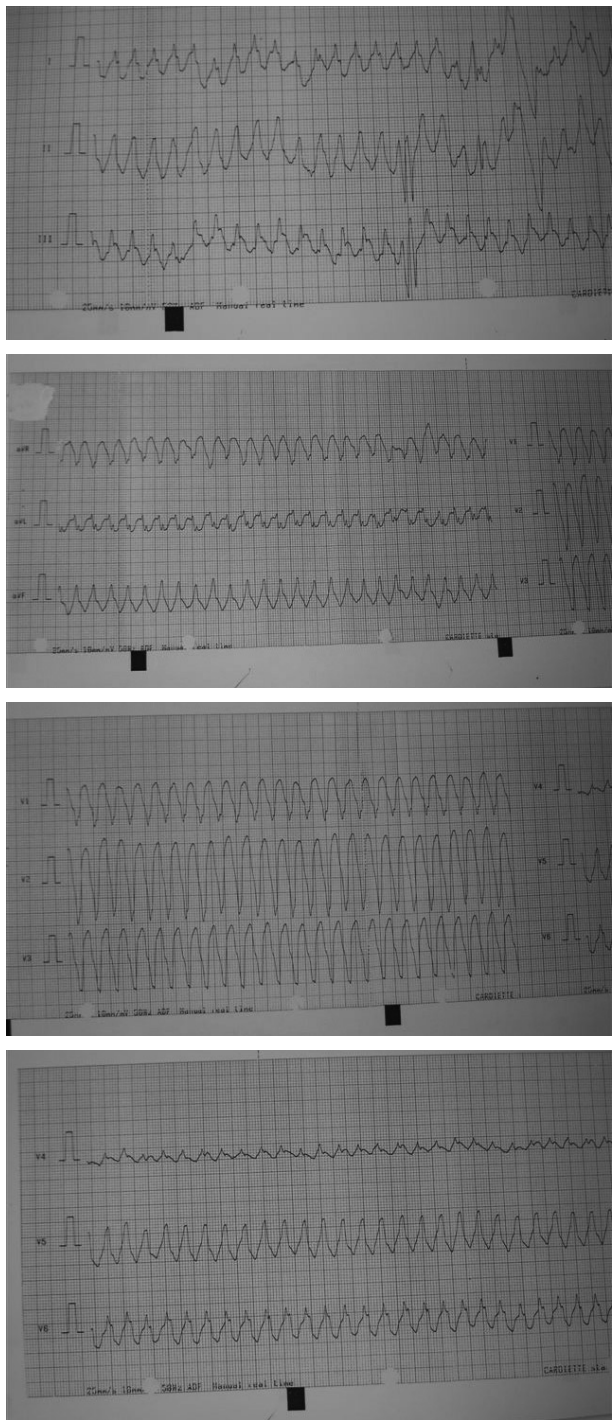 I
II
III
25mm/s 10mm/mV 50Hz ADF Manual real time
CARDIETTE
aVR
V1
aVL
V2
aVF
V3
25mm/s 10mm/mV 50Hz ADF Manual real time
CARDIETTE
V1
V4
V2
V5
V3
V6
10mm/mV 50Hz ADF Manual real time
CARDIETTE
25mm/s
V4
V5
V6
25mm/s 10mm 50Hz ADF Manual real time
CARDIETTE